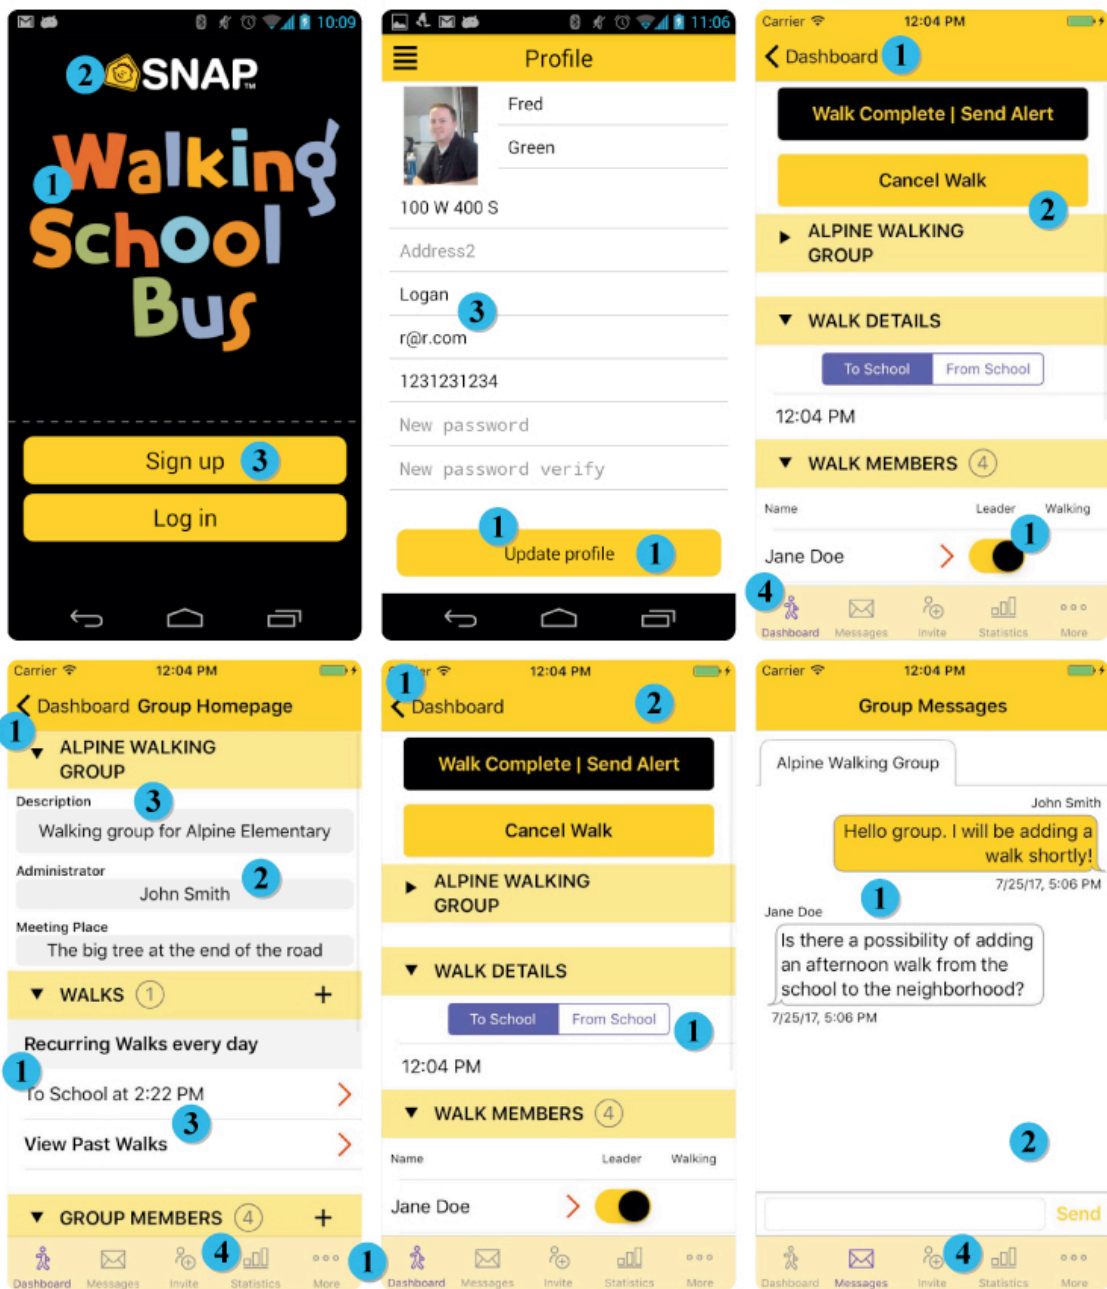 10:09
2 SNAP™
1 Walking
School
Bus
Sign up 3
Log in
11:06
Profile
Fred
Green
100 W 400 S
Address2
Logan
3
r@r.com
1231231234
New password
New password verify
1
Update profile 1
Carrier 12:04 PM
Dashboard 1
Walk Complete | Send Alert
Cancel Walk
2
ALPINE WALKING
GROUP
WALK DETAILS
To School From School
12:04 PM
WALK MEMBERS 4
Name Leader Walking
1
Jane Doe
4
Dashboard Messages Invite Statistics More
Carrier 12:04 PM
Dashboard Group Homepage
1
ALPINE WALKING
GROUP
Description 3
Walking group for Alpine Elementary
Administrator 2
John Smith
Meeting Place
The big tree at the end of the road
WALKS 1 +
Recurring Walks every day
1
To School at 2:22 PM
3
View Past Walks
GROUP MEMBERS 4 +
4
Dashboard Messages Invite Statistics More
er 12:04 PM
1
Dashboard 2
Walk Complete | Send Alert
Cancel Walk
ALPINE WALKING
GROUP
WALK DETAILS
To School From School 1
12:04 PM
WALK MEMBERS 4
Name Leader Walking
Jane Doe
1
Dashboard Messages Invite Statistics More
Carrier 12:04 PM
Group Messages
Alpine Walking Group
John Smith
Hello group. I will be adding a
walk shortly!
7/25/17, 5:06 PM
1
Jane Doe
Is there a possibility of adding
an afternoon walk from the
school to the neighborhood?
7/25/17, 5:06 PM
2
Send
4
Dashboard Messages Invite Statistics More